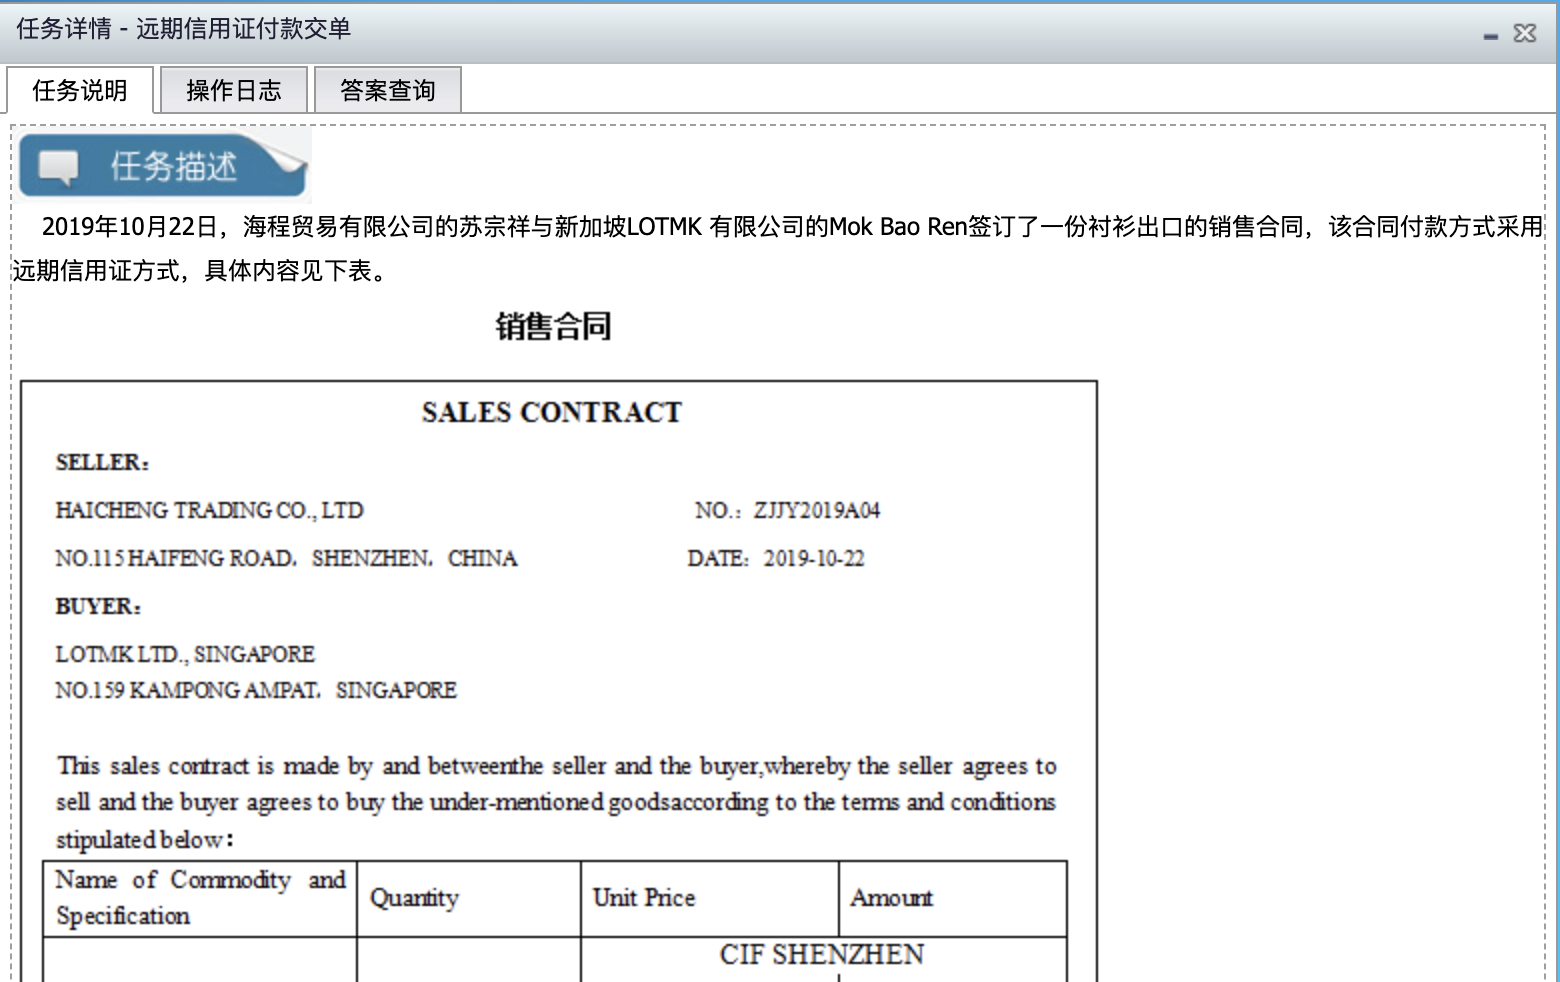 任务详情 - 远期信用证付款交单
任务说明
操作日志
答案查询
任务描述
2019年10月22日，海程贸易有限公司的苏宗祥与新加坡LOTMK 有限公司的Mok Bao Ren签订了一份衬衫出口的销售合同，该合同付款方式采用
远期信用证方式，具体内容见下表。
销售合同
SALES CONTRACT
SELLER：
HAICHENG TRADING CO., LTD
NO.：ZJJY2019A04
NO.115 HAIFENG ROAD，SHENZHEN，CHINA
DATE：2019-10-22
BUYER：
LOTMK LTD., SINGAPORE
NO.159 KAMPONG AMPAT，SINGAPORE
This sales contract is made by and betweenthe seller and the buyer,whereby the seller agrees to
sell and the buyer agrees to buy the under-mentioned goodsaccording to the terms and conditions
stipulated below：
Name of Commodity and
Specification
Quantity
Unit Price
Amount
CIF SHENZHEN